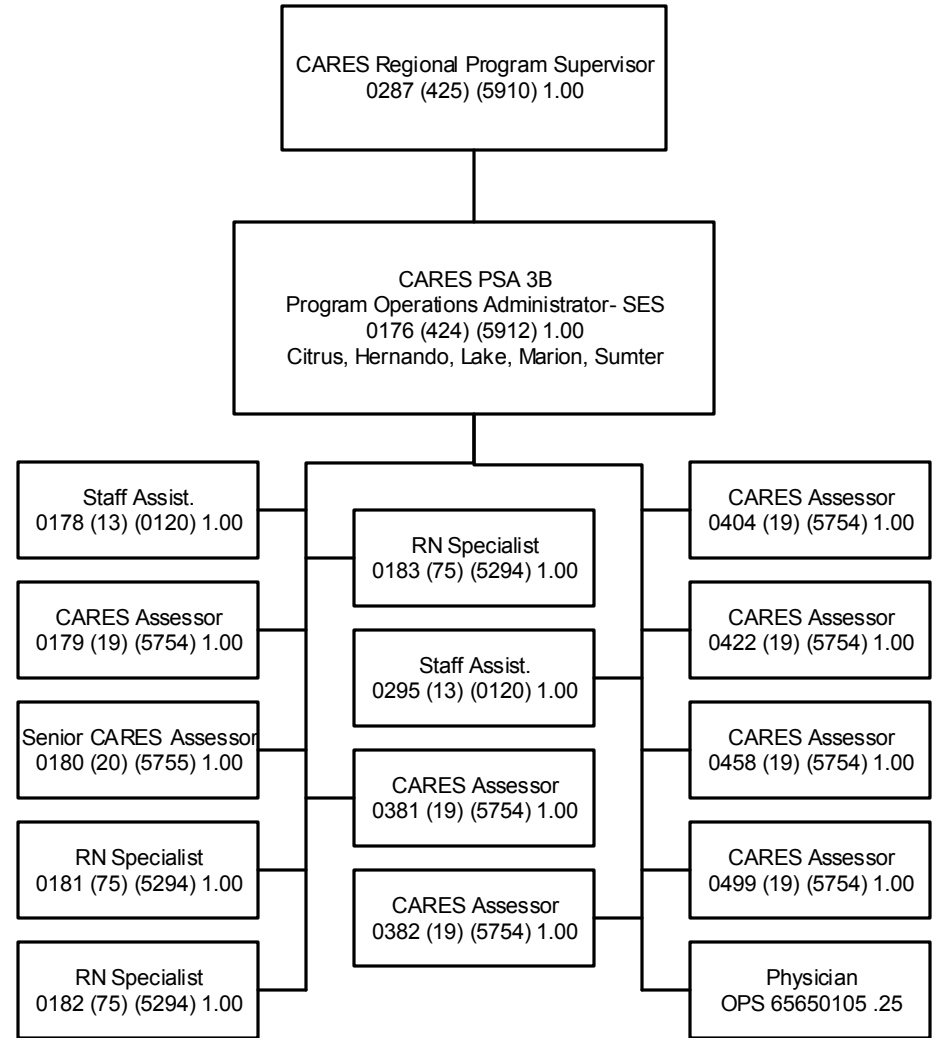 CARES Regional Program Supervisor
0287 (425) (5910) 1.00
CARES PSA 3B
Program Operations Administrator- SES
0176 (424) (5912) 1.00
Citrus, Hernando, Lake, Marion, Sumter
Staff Assist.
0178 (13) (0120) 1.00
CARES Assessor
0179 (19) (5754) 1.00
Senior CARES Assessor
0180 (20) (5755) 1.00
RN Specialist
0181 (75) (5294) 1.00
RN Specialist
0182 (75) (5294) 1.00
RN Specialist
0183 (75) (5294) 1.00
Staff Assist.
0295 (13) (0120) 1.00
CARES Assessor
0381 (19) (5754) 1.00
CARES Assessor
0382 (19) (5754) 1.00
CARES Assessor
0404 (19) (5754) 1.00
CARES Assessor
0422 (19) (5754) 1.00
CARES Assessor
0458 (19) (5754) 1.00
CARES Assessor
0499 (19) (5754) 1.00
Physician
OPS 65650105 .25